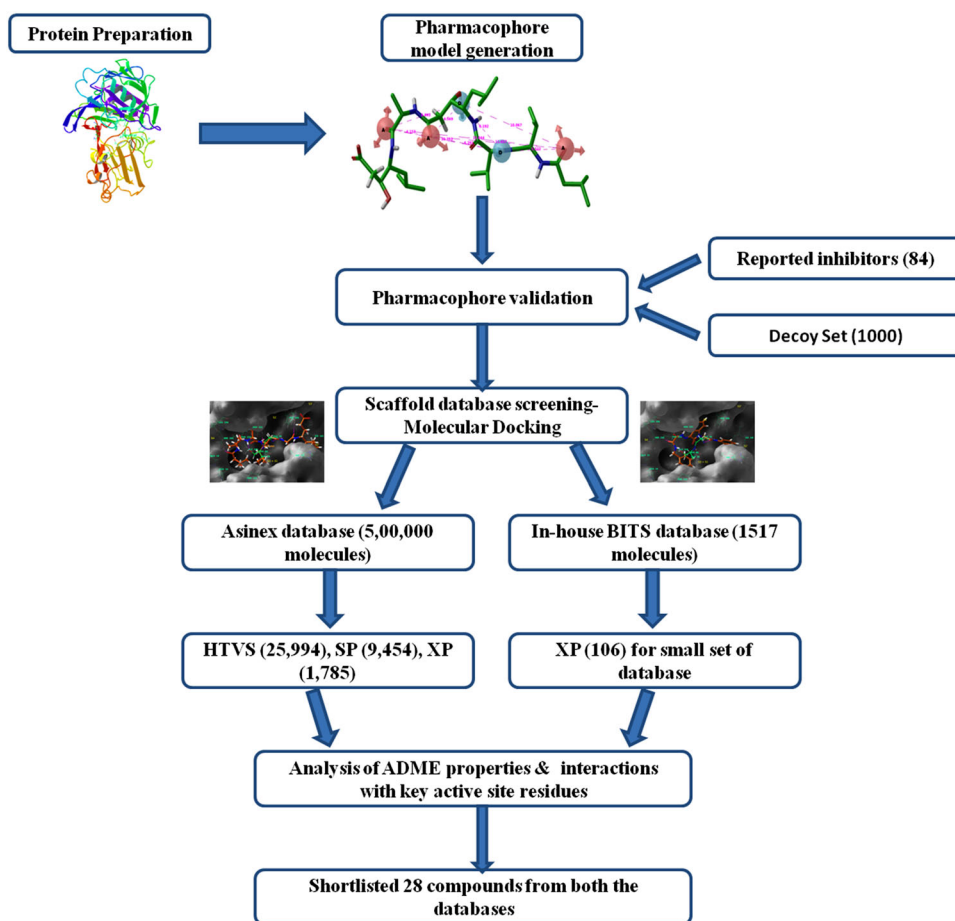 Protein Preparation
Pharmacophore
model generation
Reported inhibitors (84)
Pharmacophore validation
Decoy Set (1000)
Scaffold database screening-
Molecular Docking
Asinex database (5,00,000
molecules)
In-house BITS database (1517
molecules)
HTVS (25,994), SP (9,454), XP
(1,785)
XP (106) for small set of
database
Analysis of ADME properties & interactions
with key active site residues
Shortlisted 28 compounds from both the
databases